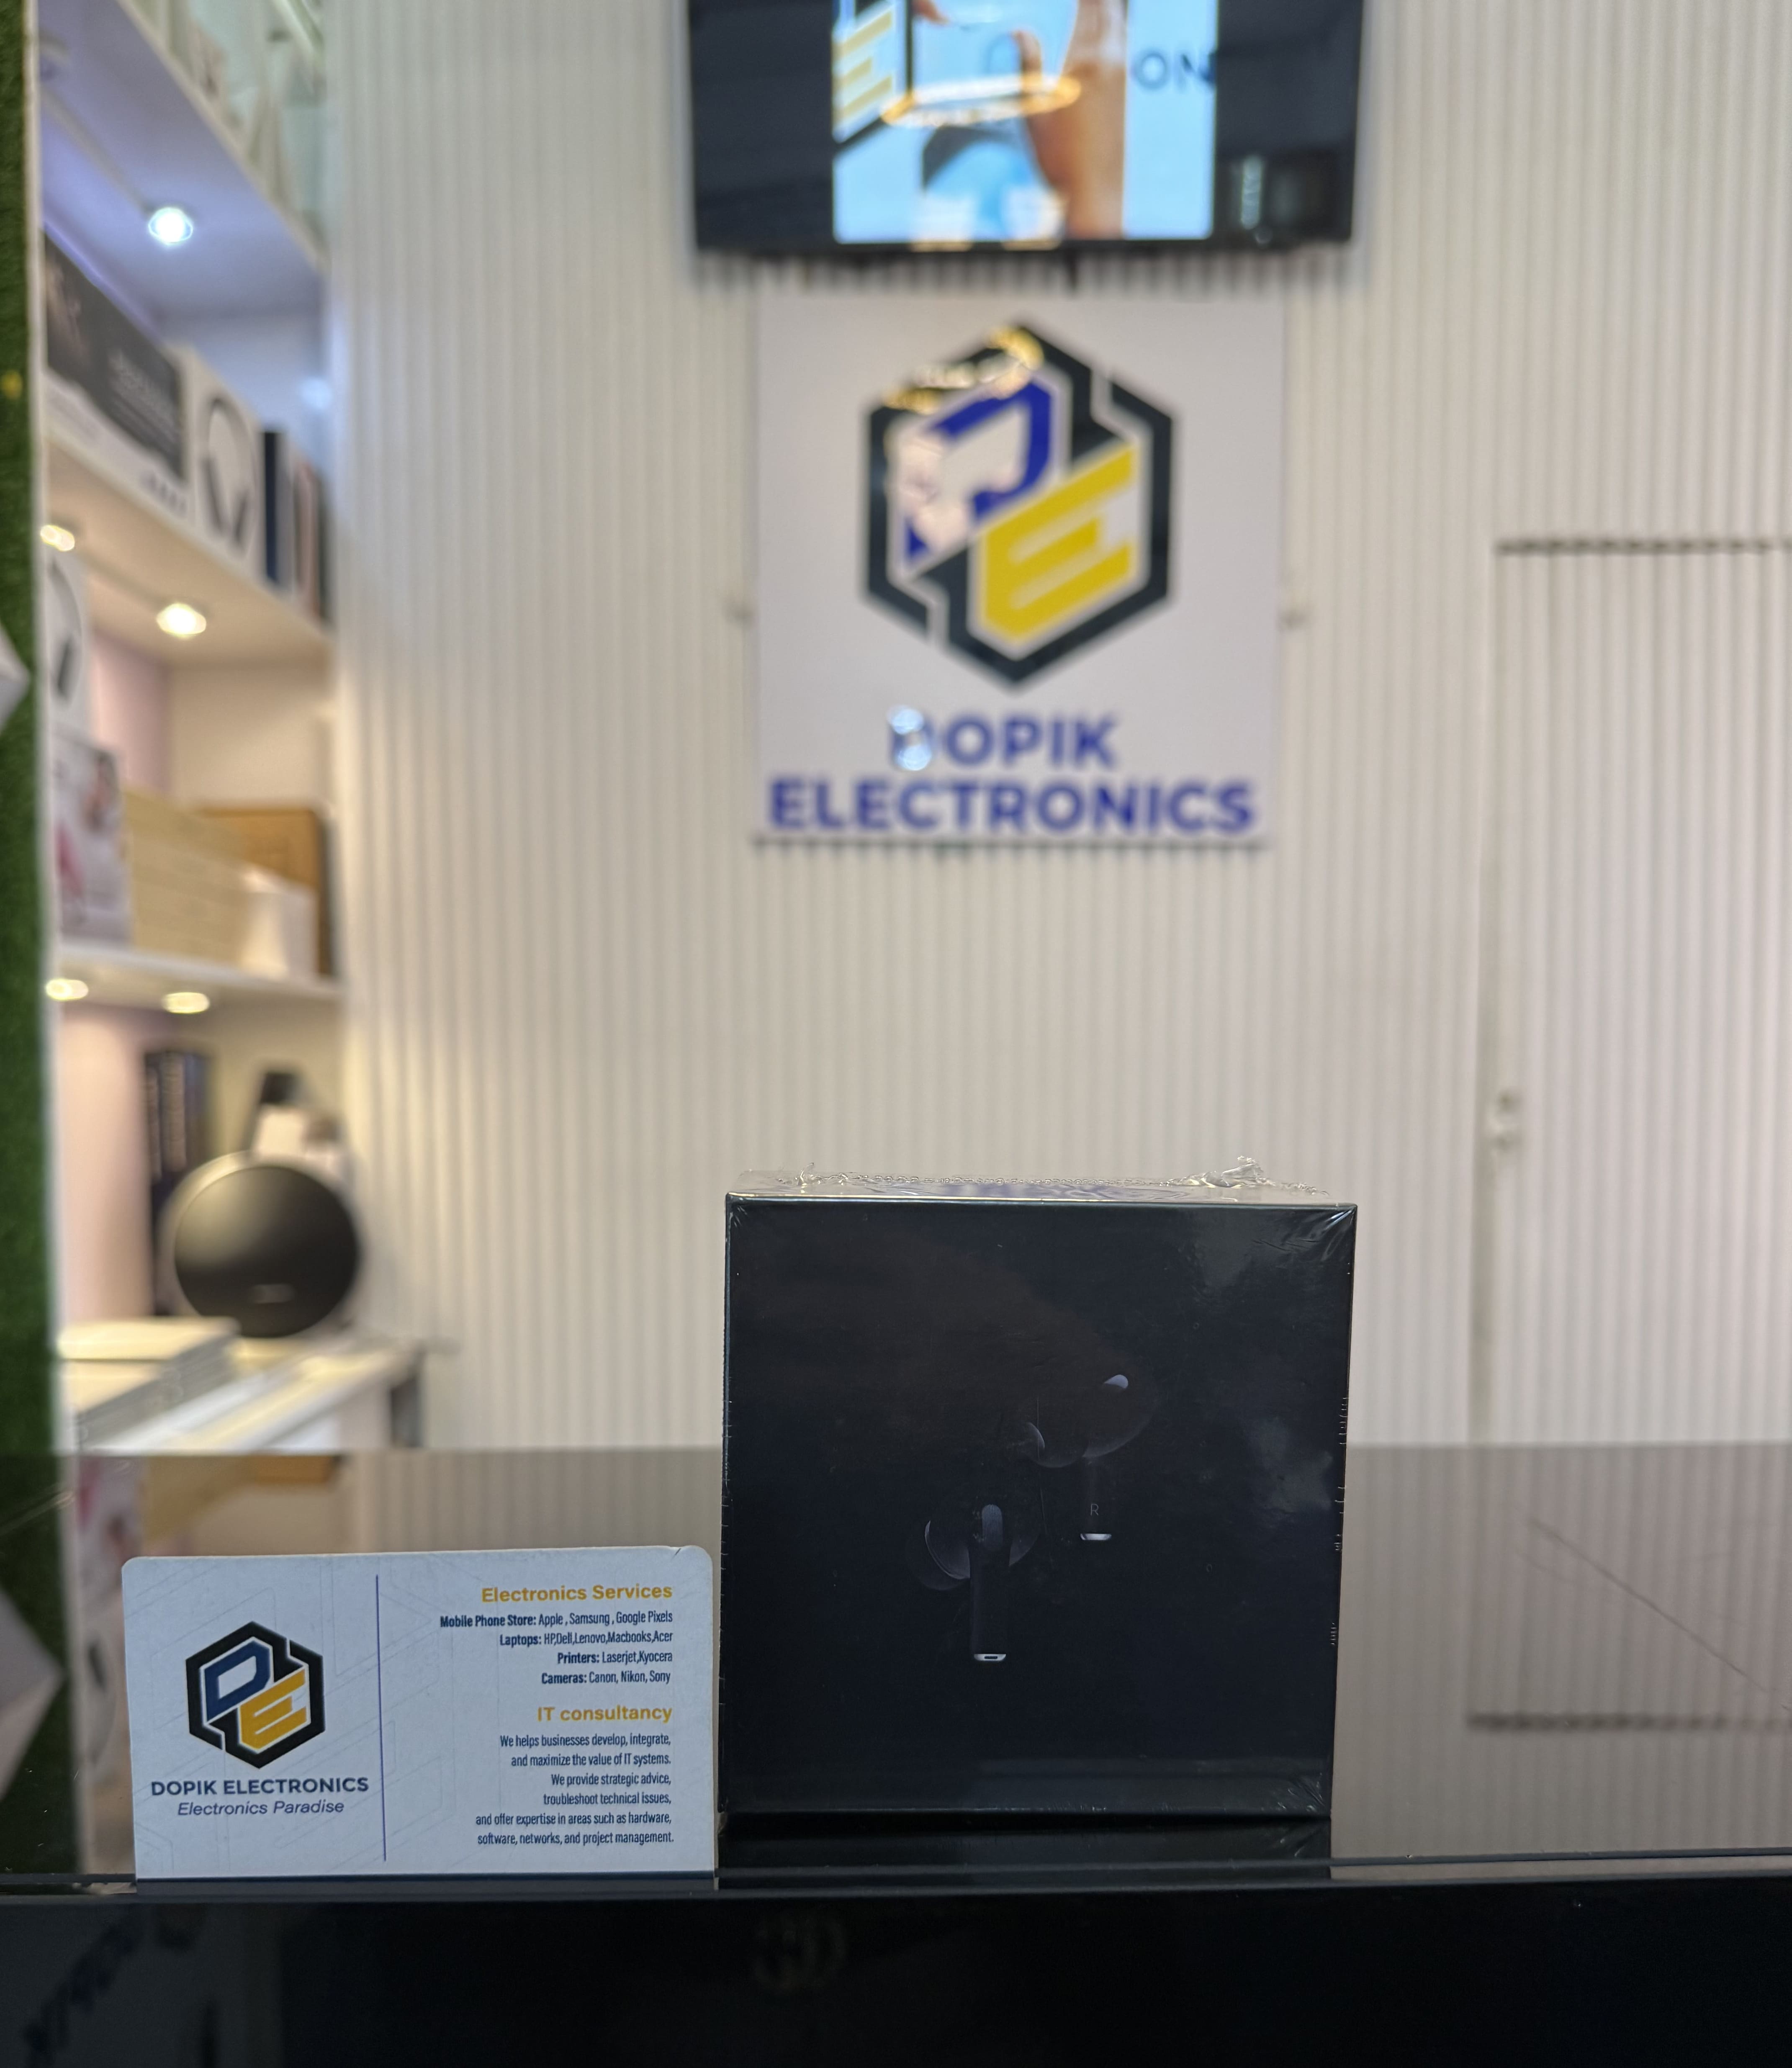 ON
DOPIK
ELECTRONICS
R
Electronics Services
Mobile Phone Store: Apple , Samsung , Google Pixels
Laptops: HP,Dell,Lenovo,Macbooks,Acer
Printers: Laserjet,Kyocera
Cameras: Canon, Nikon, Sony
IT consultancy
We helps businesses develop, integrate,
and maximize the value of IT systems.
We provide strategic advice,
troubleshoot technical issues,
and offer expertise in areas such as hardware,
software, networks, and project management.
DE
DOPIK ELECTRONICS
Electronics Paradise